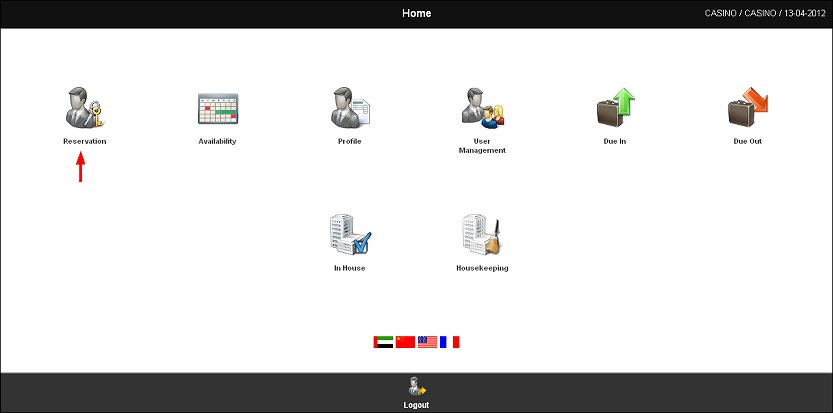 Home
CASINO / CASINO / 13-04-2012
Reservation
Availability
Profile
User
Management
Due In
Due Out
In House
Housekeeping
Logout